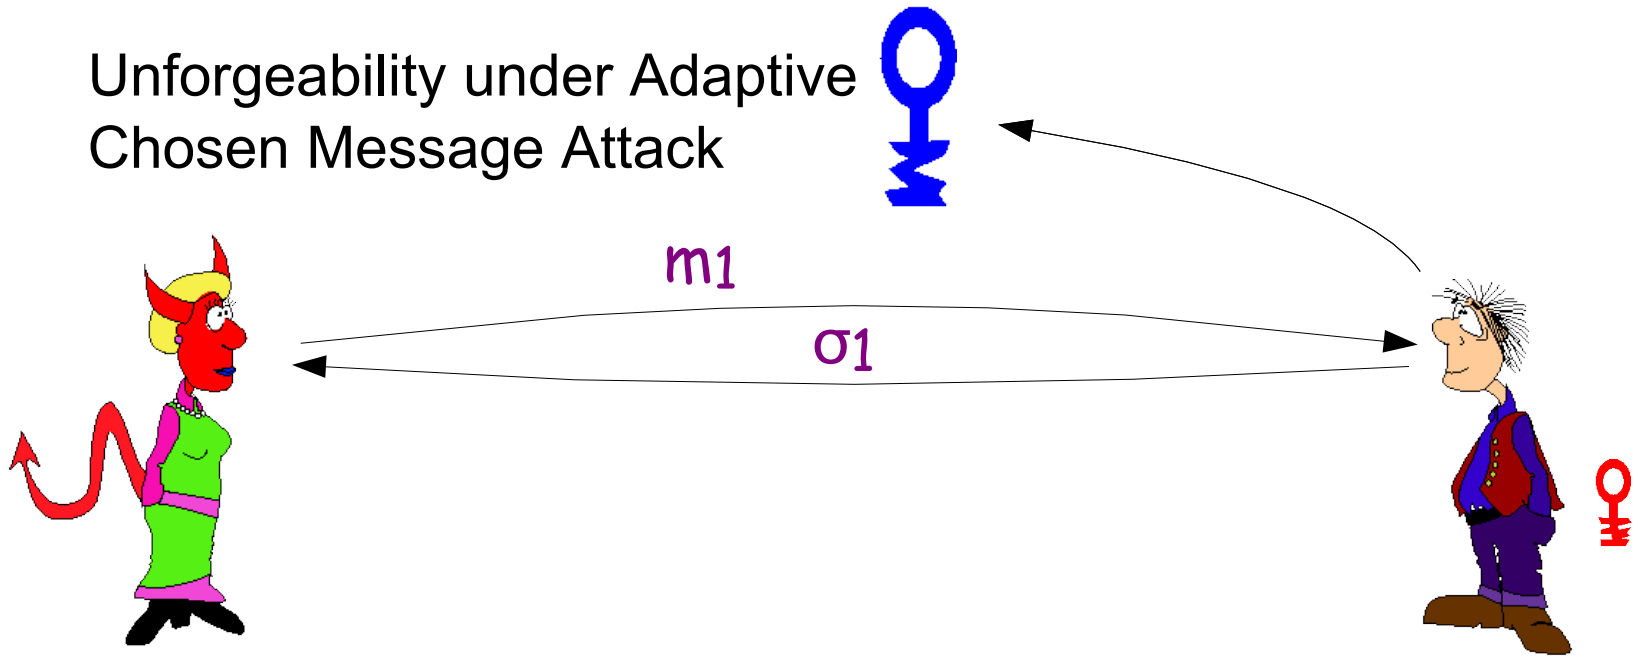 Unforgeability under Adaptive
Chosen Message Attack
m1
σ1